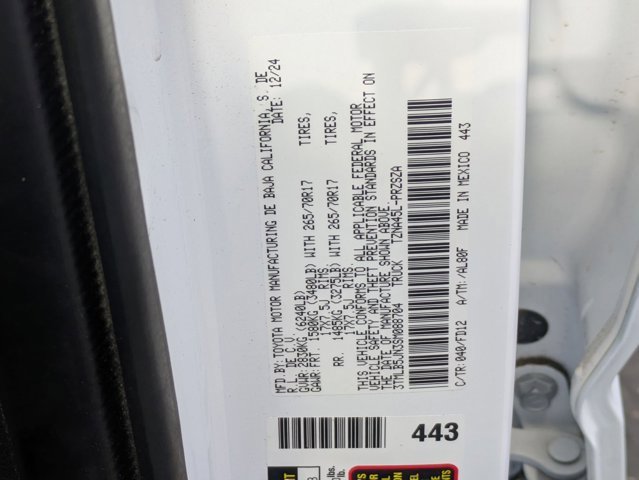 MFD.BY: TOYOTA MOTOR MANUFACTURING DE BAJA CALIFORNIA, S. DE
R.L. DE C.V. DATE: 12/24
GVWR:2830KG (6240LB)
GAWR:FRT. 1580KG (3480LB) WITH 265/70R17 TIRES,
17X7.5J RIMS.
RR. 1485KG (3275LB) WITH 265/70R17 TIRES,
17X7.5J RIMS.
THIS VEHICLE CONFORMS TO ALL APPLICABLE FEDERAL MOTOR
VEHICLE SAFETY AND THEFT PREVENTION STANDARDS IN EFFECT ON
THE DATE OF MANUFACTURE SHOWN ABOVE.
3TMLB5JN3SM088704 TRUCK TZNA45L-PRZSZA
C/TR:040/FD12 A/TM:/AL80F MADE IN MEXICO 443
443
lbs.
lb.